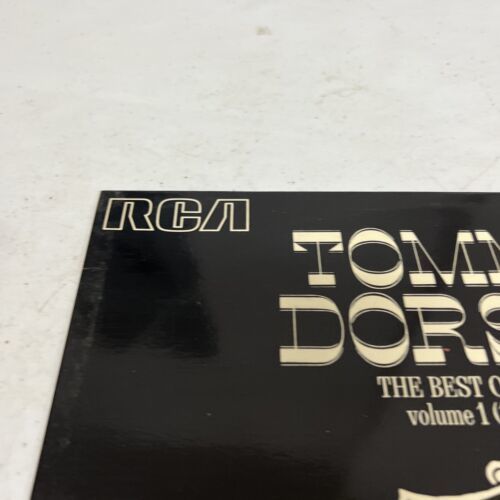 RCA
TOMM
DORS
THE BEST O
volume 1 (